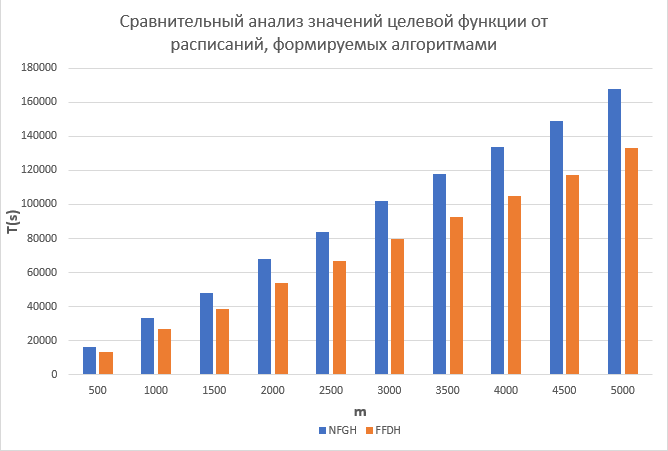 Сравнительный анализ значений целевой функции от
расписаний, формируемых алгоритмами
180000
160000
140000
120000
100000
80000
60000
40000
20000
0
T(s)
500 1000 1500 2000 2500 3000 3500 4000 4500 5000
m
NFGH FFDH